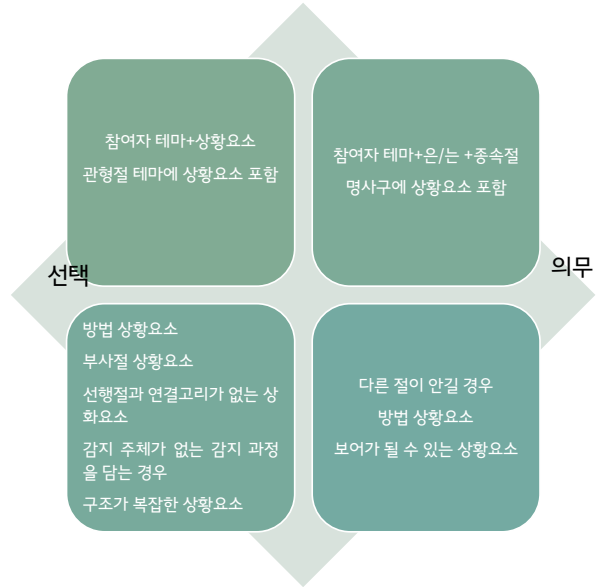 참여자 테마+상황요소
관형절 테마에 상황요소 포함
참여자 테마+은/는 +종속절
명사구에 상황요소 포함
선택
의무
방법 상황요소
부사절 상황요소
선행절과 연결고리가 없는 상
화요소
감지 주체가 없는 감지 과정
을 담는 경우
구조가 복잡한 상황요소
다른 절이 안길 경우
방법 상황요소
보어가 될 수 있는 상황요소